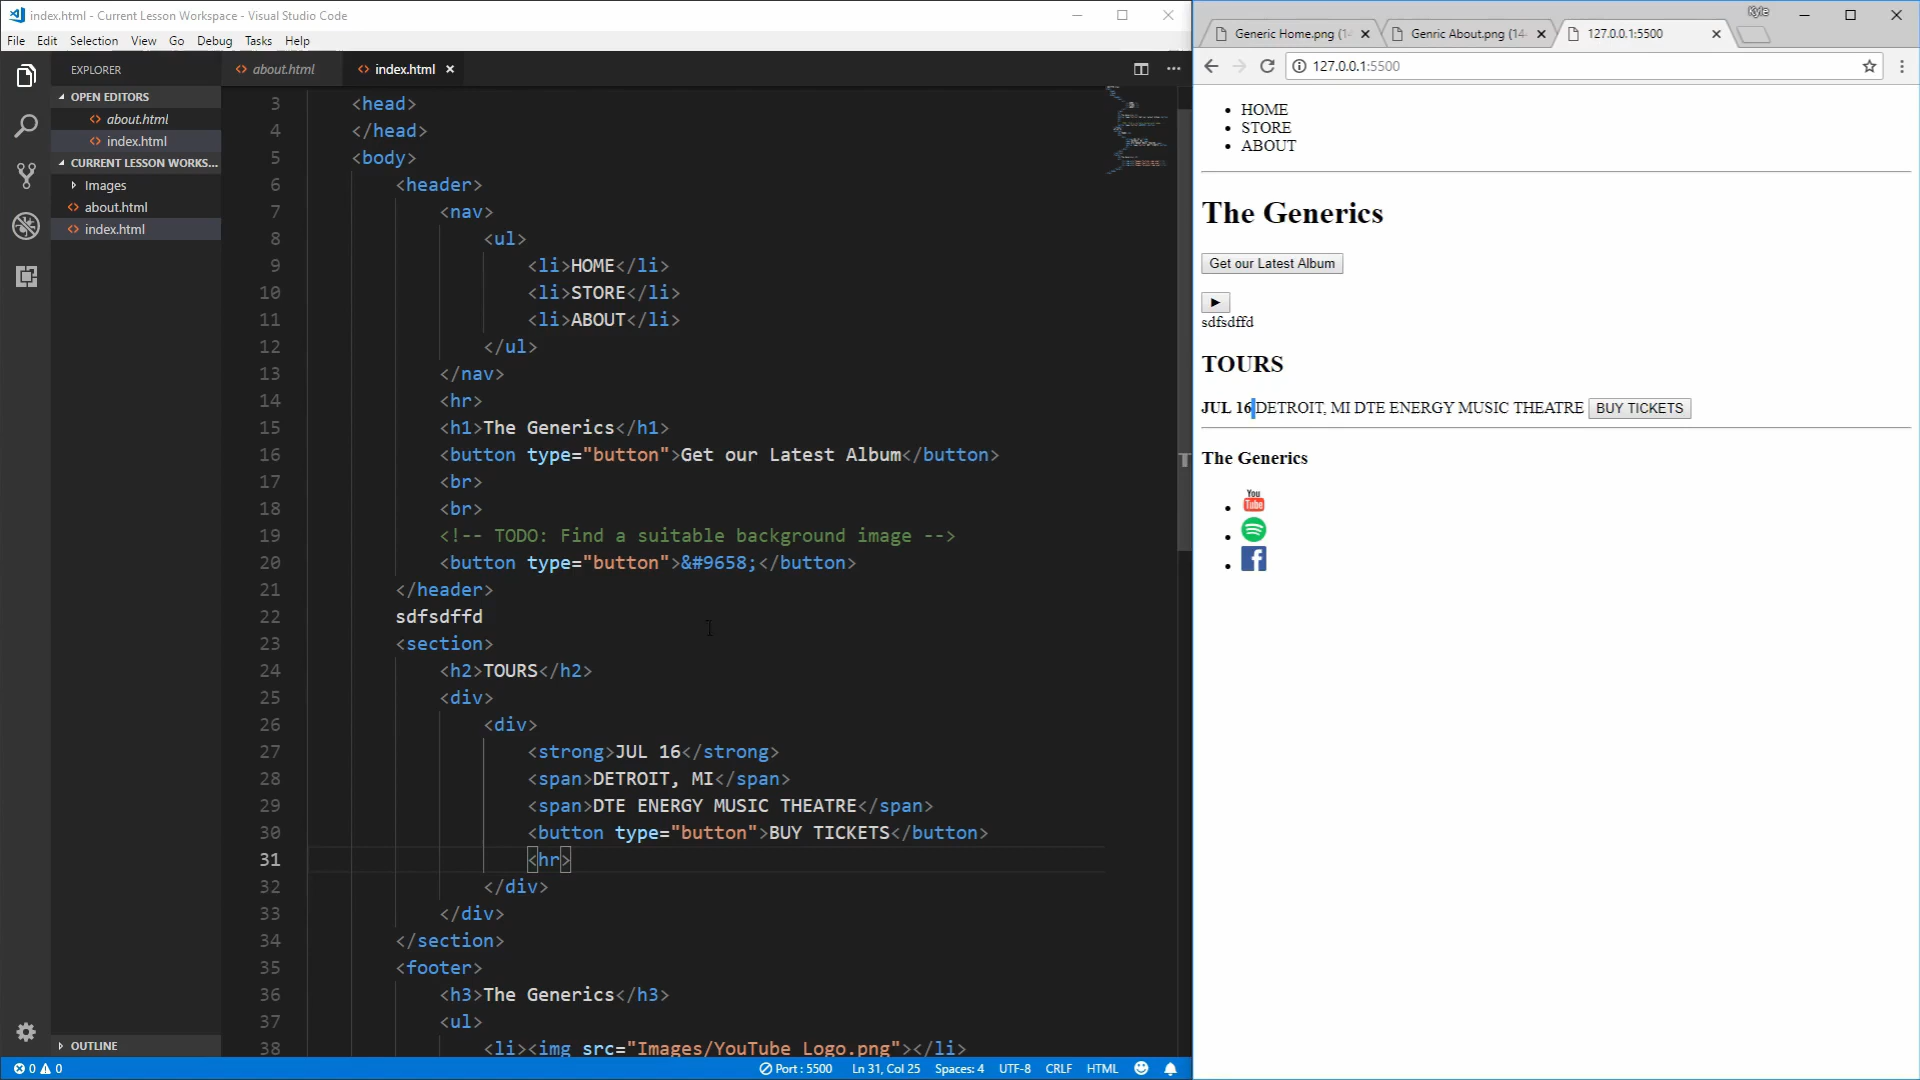 index.html - Current Lesson Workspace - Visual Studio Code
File Edit Selection View Go Debug Tasks Help
EXPLORER
OPEN EDITORS
about.html
index.html
CURRENT LESSON WORKS...
Images
about.html
index.html
OUTLINE
about.html index.html
3 <head>
4 </head>
5 <body>
6 <header>
7 <nav>
8 <ul>
9 <li>HOME</li>
10 <li>STORE</li>
11 <li>ABOUT</li>
12 </ul>
13 </nav>
14 <hr>
15 <h1>The Generics</h1>
16 <button type="button">Get our Latest Album</button>
17 <br>
18 <br>
19 <!-- TODO: Find a suitable background image -->
20 <button type="button">&#9658;</button>
21 </header>
22 sdfsdffd
23 <section>
24 <h2>TOURS</h2>
25 <div>
26 <div>
27 <strong>JUL 16</strong>
28 <span>DETROIT, MI</span>
29 <span>DTE ENERGY MUSIC THEATRE</span>
30 <button type="button">BUY TICKETS</button>
31 <hr>
32 </div>
33 </div>
34 </section>
35 <footer>
36 <h3>The Generics</h3>
37 <ul>
38 <li><img src="Images/YouTube Logo.png"></li>
0 0 Port : 5500 Ln 31, Col 25 Spaces: 4 UTF-8 CRLF HTML
Kyle
Generic Home.png (14 Genric About.png (14 127.0.0.1:5500
127.0.0.1:5500
HOME
STORE
ABOUT
The Generics
Get our Latest Album
sdfsdffd
TOURS
JUL 16 DETROIT, MI DTE ENERGY MUSIC THEATRE BUY TICKETS
The Generics
You
Tube